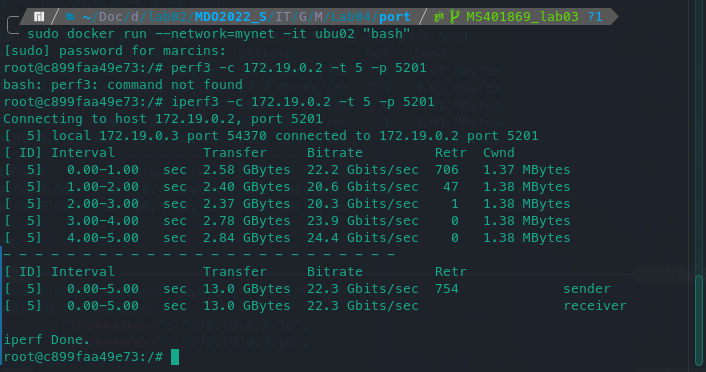 ~/Doc/d/lab02/MDO2022_S/IT/G/M/Lab04/port git MS401869_lab03 ?1
sudo docker run --network=mynet -it ubu02 "bash"
[sudo] password for marcins:
root@c899faa49e73:/# perf3 -c 172.19.0.2 -t 5 -p 5201
bash: perf3: command not found
root@c899faa49e73:/# iperf3 -c 172.19.0.2 -t 5 -p 5201
Connecting to host 172.19.0.2, port 5201
[  5] local 172.19.0.3 port 54370 connected to 172.19.0.2 port 5201
[ ID] Interval           Transfer     Bitrate         Retr  Cwnd
[  5]   0.00-1.00   sec  2.58 GBytes  22.2 Gbits/sec  706   1.37 MBytes
[  5]   1.00-2.00   sec  2.40 GBytes  20.6 Gbits/sec   47   1.38 MBytes
[  5]   2.00-3.00   sec  2.37 GBytes  20.3 Gbits/sec    1   1.38 MBytes
[  5]   3.00-4.00   sec  2.78 GBytes  23.9 Gbits/sec    0   1.38 MBytes
[  5]   4.00-5.00   sec  2.84 GBytes  24.4 Gbits/sec    0   1.38 MBytes
- - - - - - - - - - - - - - - - - - - - - - - - -
[ ID] Interval           Transfer     Bitrate         Retr
[  5]   0.00-5.00   sec  13.0 GBytes  22.3 Gbits/sec  754             sender
[  5]   0.00-5.00   sec  13.0 GBytes  22.3 Gbits/sec                  receiver
iperf Done.
root@c899faa49e73:/#